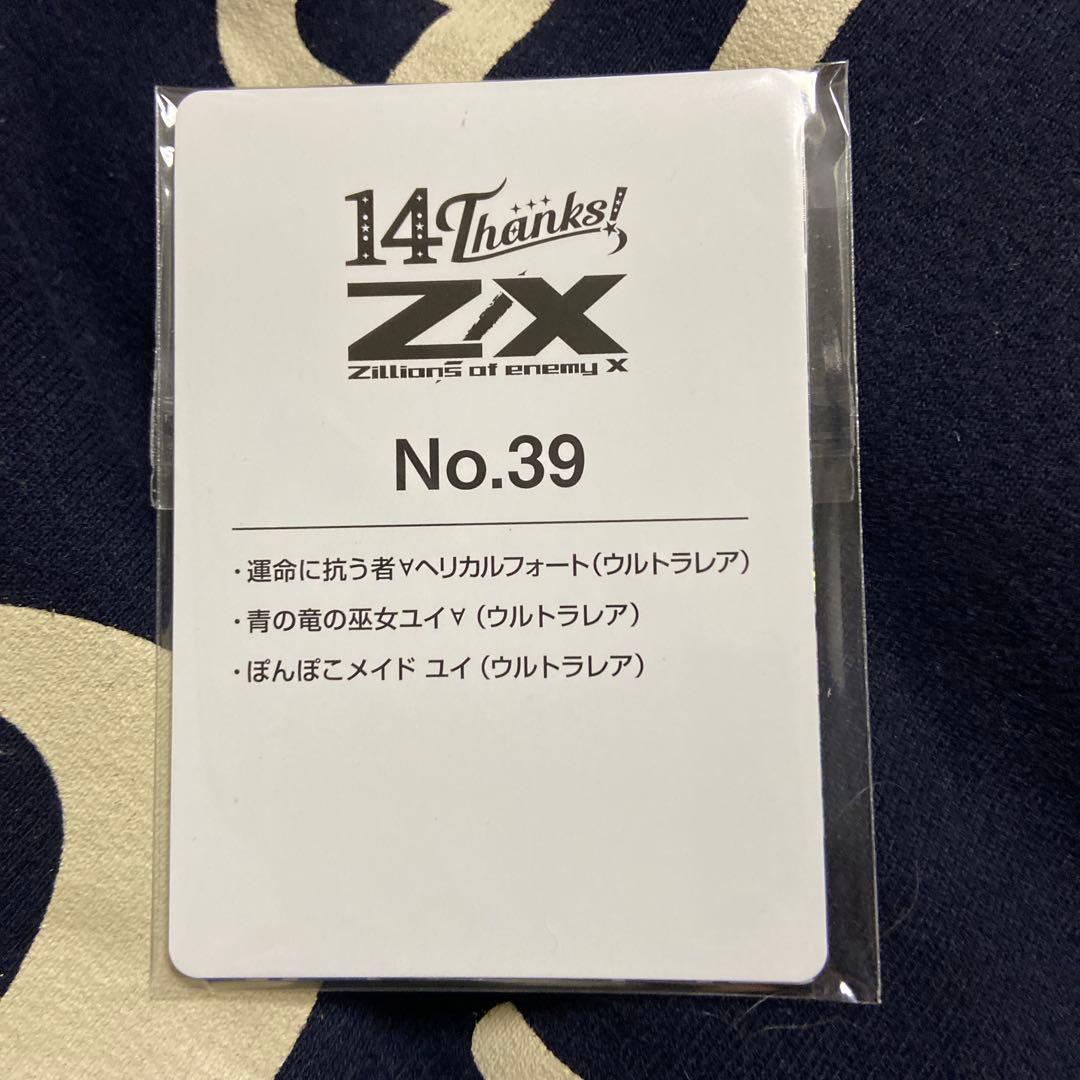 14 Thanks!
Z/X
Zillions of enemy X
No.39
・運命に抗う者∀ヘリカルフォート(ウルトラレア)
・青の竜の巫女ユイ∀(ウルトラレア)
・ぽんぽこメイド ユイ(ウルトラレア)